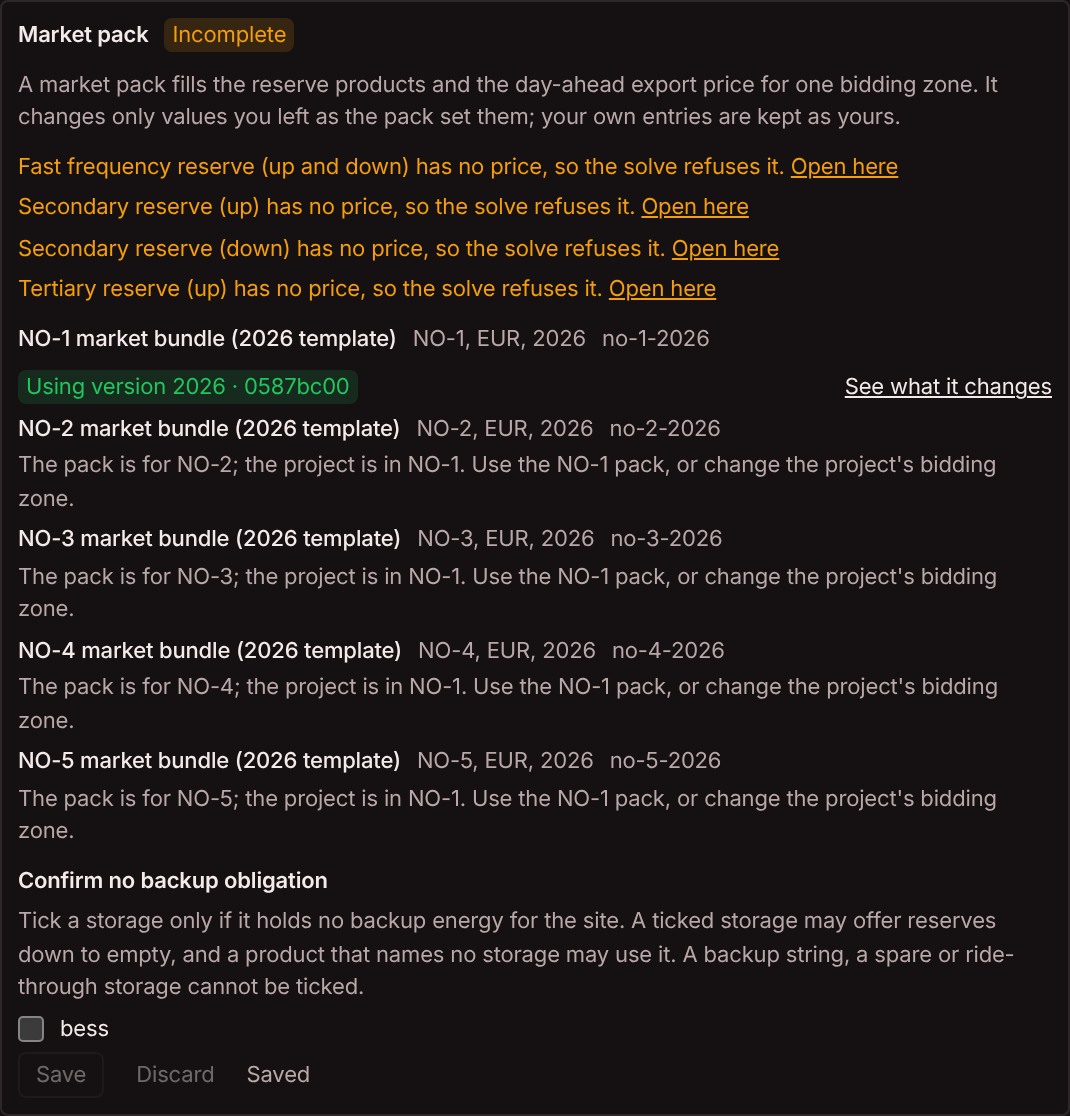 Market pack Incomplete
A market pack fills the reserve products and the day-ahead export price for one bidding zone. It
changes only values you left as the pack set them; your own entries are kept as yours.
Fast frequency reserve (up and down) has no price, so the solve refuses it. Open here
Secondary reserve (up) has no price, so the solve refuses it. Open here
Secondary reserve (down) has no price, so the solve refuses it. Open here
Tertiary reserve (up) has no price, so the solve refuses it. Open here
NO-1 market bundle (2026 template) NO-1, EUR, 2026 no-1-2026
Using version 2026 · 0587bc00 See what it changes
NO-2 market bundle (2026 template) NO-2, EUR, 2026 no-2-2026
The pack is for NO-2; the project is in NO-1. Use the NO-1 pack, or change the project's bidding
zone.
NO-3 market bundle (2026 template) NO-3, EUR, 2026 no-3-2026
The pack is for NO-3; the project is in NO-1. Use the NO-1 pack, or change the project's bidding
zone.
NO-4 market bundle (2026 template) NO-4, EUR, 2026 no-4-2026
The pack is for NO-4; the project is in NO-1. Use the NO-1 pack, or change the project's bidding
zone.
NO-5 market bundle (2026 template) NO-5, EUR, 2026 no-5-2026
The pack is for NO-5; the project is in NO-1. Use the NO-1 pack, or change the project's bidding
zone.
Confirm no backup obligation
Tick a storage only if it holds no backup energy for the site. A ticked storage may offer reserves
down to empty, and a product that names no storage may use it. A backup string, a spare or ride-
through storage cannot be ticked.
bess
Save Discard Saved